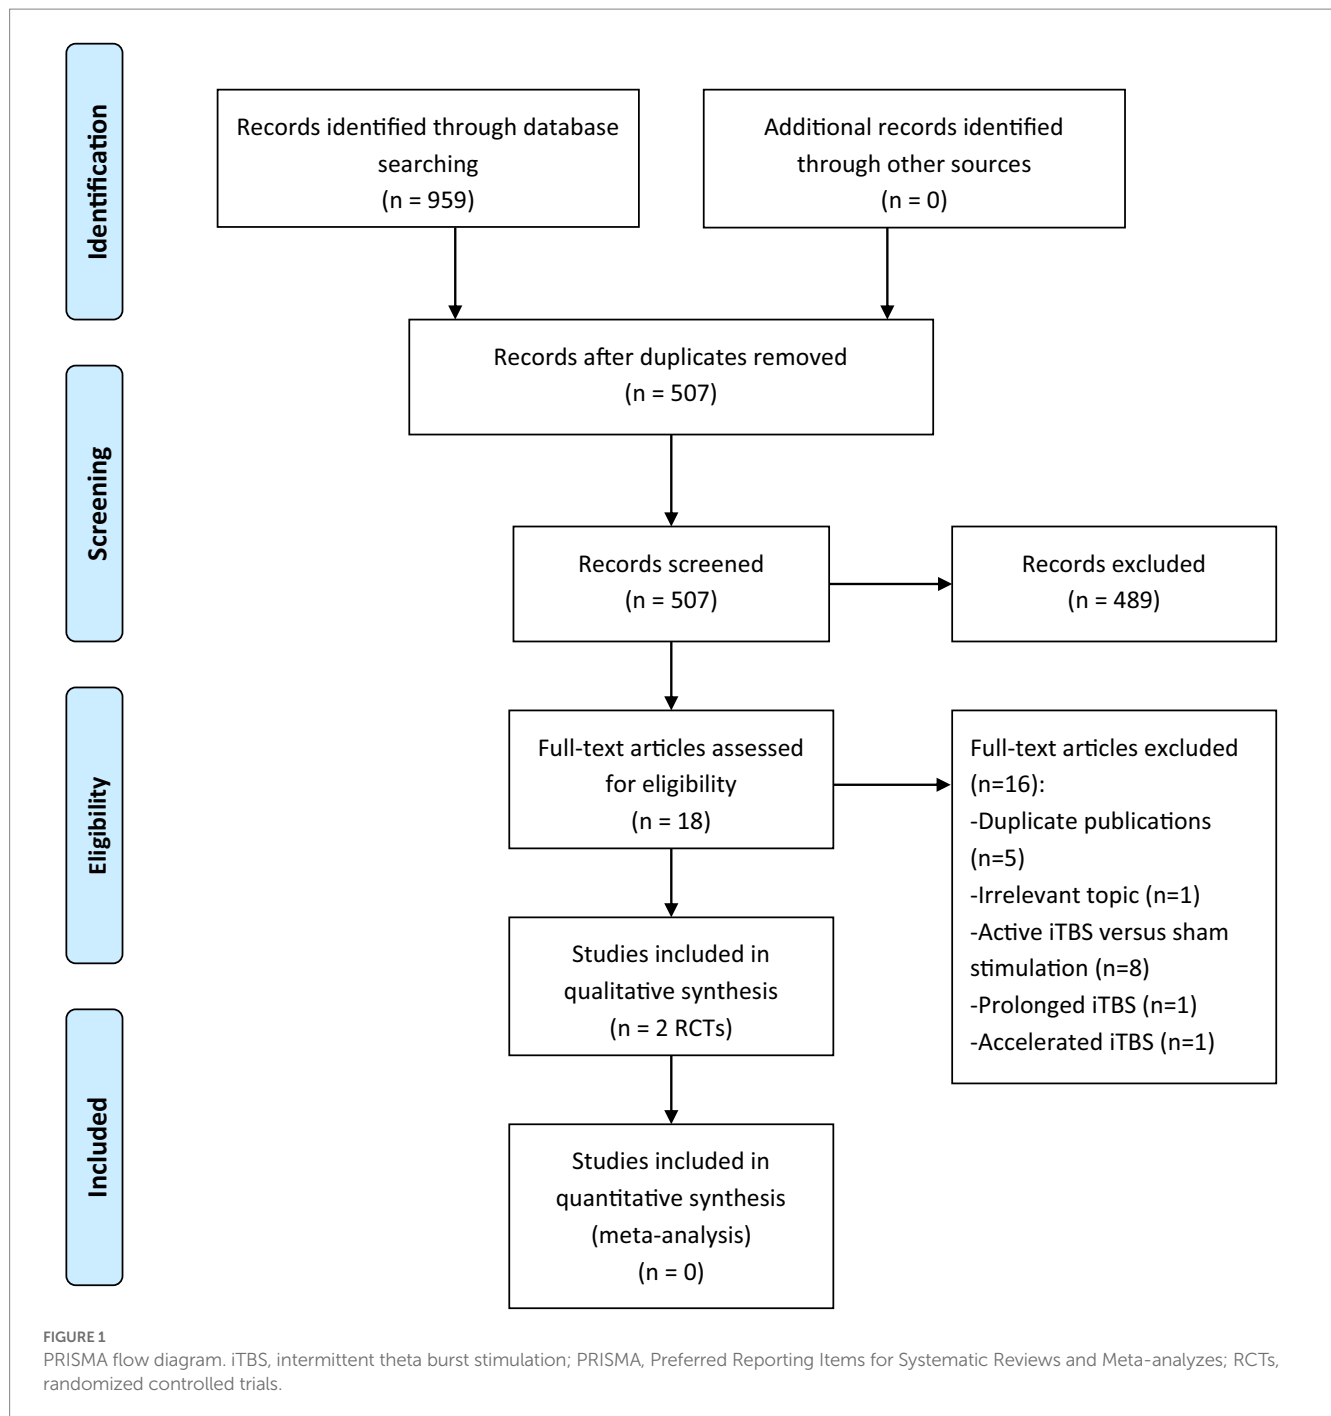 Identification
Records identified through database
searching
(n = 959)
Additional records identified
through other sources
(n = 0)
Records after duplicates removed
(n = 507)
Screening
Records screened
(n = 507)
Records excluded
(n = 489)
Eligibility
Full-text articles assessed
for eligibility
(n = 18)
Full-text articles excluded
(n=16):
-Duplicate publications
(n=5)
-Irrelevant topic (n=1)
-Active iTBS versus sham
stimulation (n=8)
-Prolonged iTBS (n=1)
-Accelerated iTBS (n=1)
Studies included in
qualitative synthesis
(n = 2 RCTs)
Included
Studies included in
quantitative synthesis
(meta-analysis)
(n = 0)
FIGURE 1
PRISMA flow diagram. iTBS, intermittent theta burst stimulation; PRISMA, Preferred Reporting Items for Systematic Reviews and Meta-analyzes; RCTs,
randomized controlled trials.